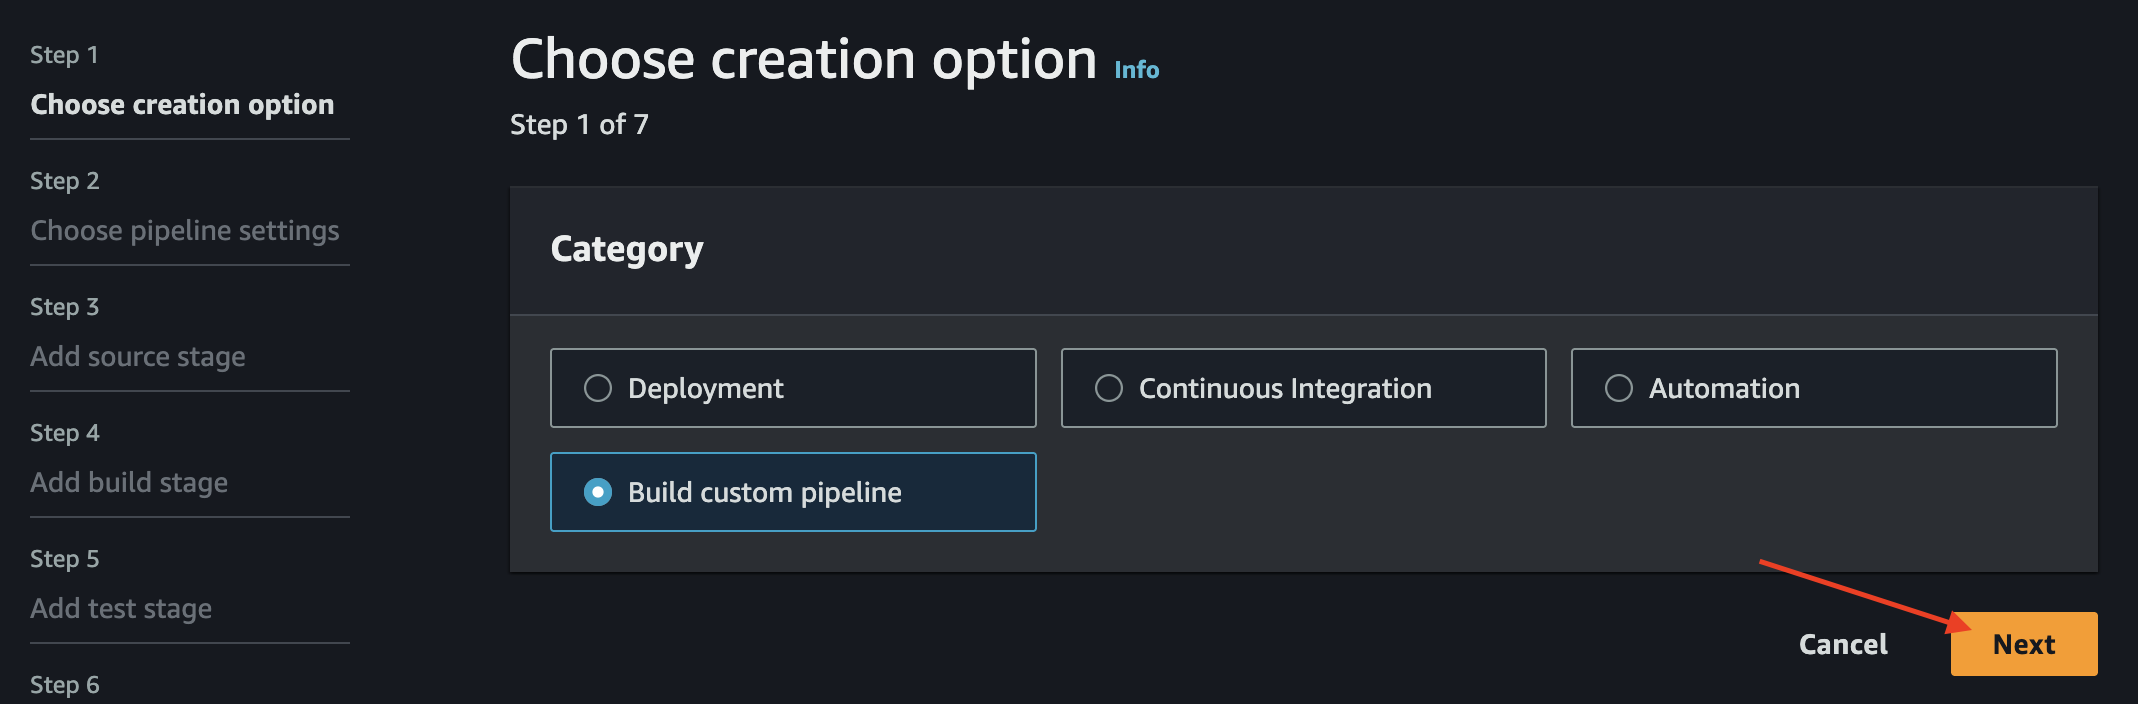 Step 1
Choose creation option
Step 2
Choose pipeline settings
Step 3
Add source stage
Step 4
Add build stage
Step 5
Add test stage
Step 6
Choose creation option Info
Step 1 of 7
Category
Deployment
Continuous Integration
Automation
Build custom pipeline
Cancel
Next